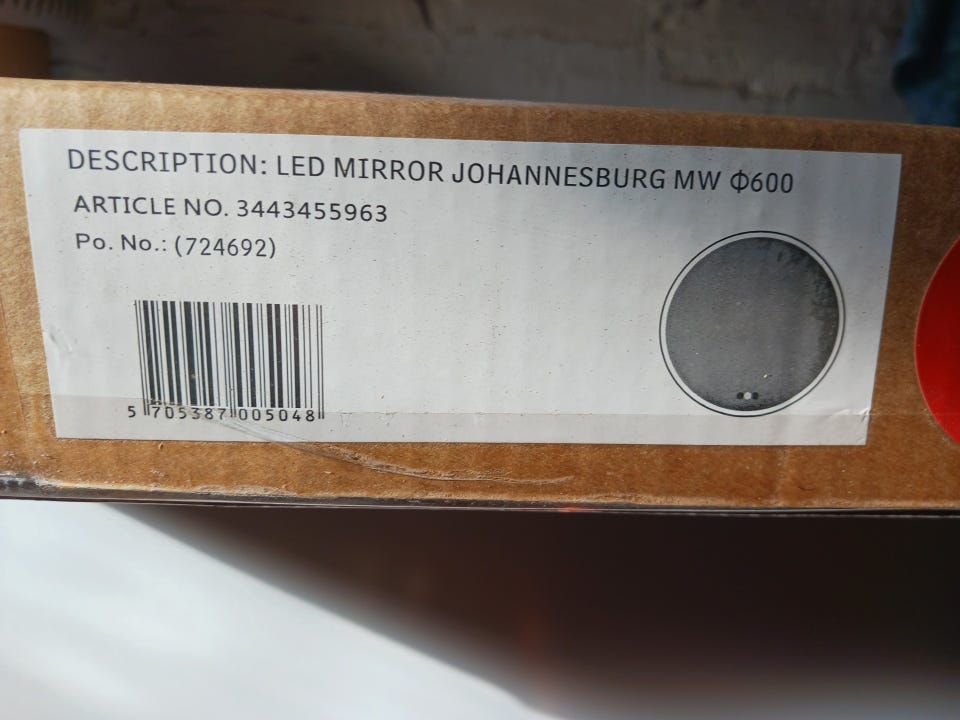 DESCRIPTION: LED MIRROR JOHANNESBURG MW Φ600
ARTICLE NO. 3443455963
Po. No.: (724692)
5 705387 005048